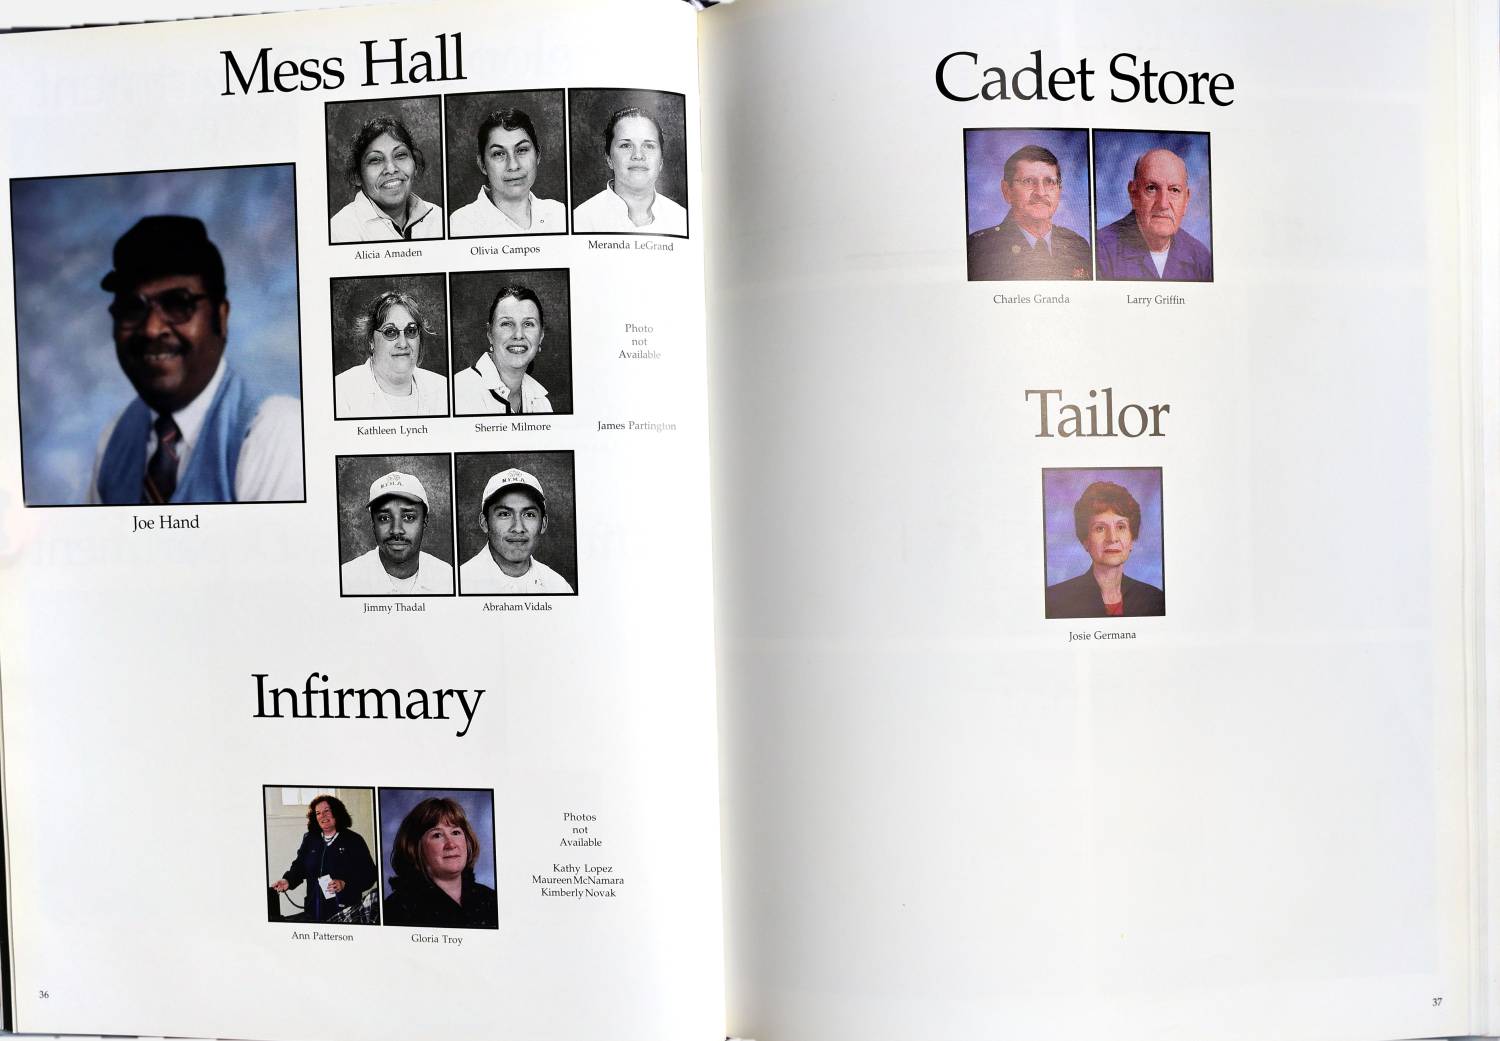 Mess Hall
Alicia Amaden
Olivia Campos
Meranda LeGrand
Joe Hand
Kathleen Lynch
Sherrie Milmore
Photo
not
Available
James Partington
N.Y.M.A.
N.Y.M.A.
Jimmy Thadal
Abraham Vidals
Infirmary
Ann Patterson
Gloria Troy
Photos
not
Available
Kathy Lopez
Maureen McNamara
Kimberly Novak
36
Cadet Store
Charles Granda
Larry Griffin
Tailor
Josie Germana
37